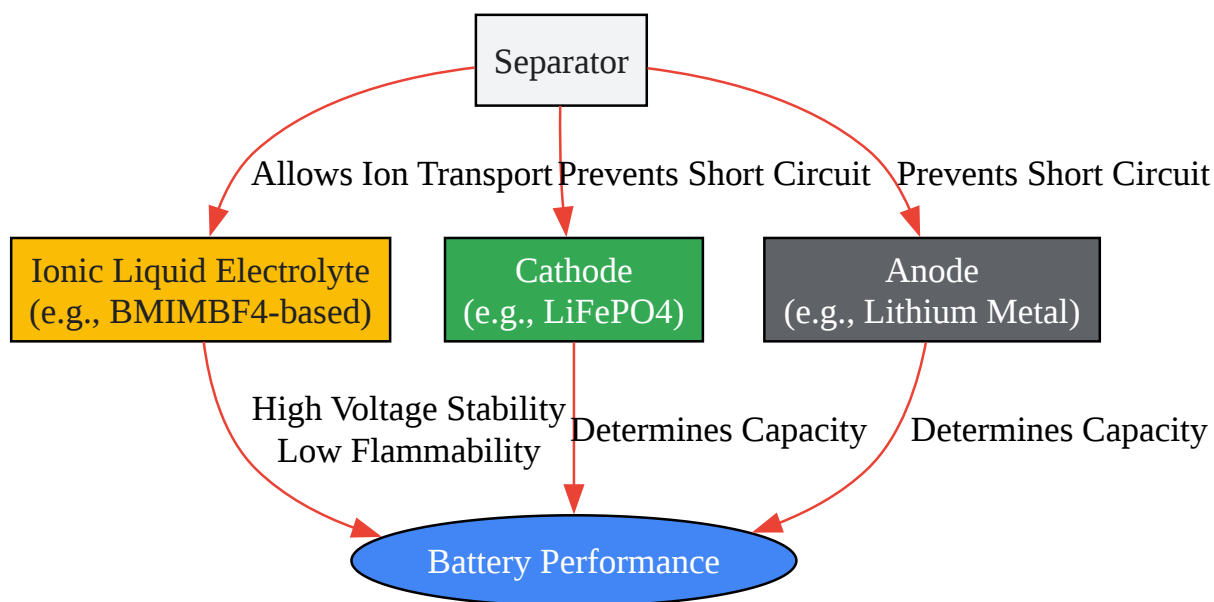 Separator
Allows Ion Transport
Prevents Short Circuit
Prevents Short Circuit
Ionic Liquid Electrolyte
(e.g., BMIMBF4-based)
Cathode
(e.g., LiFePO4)
Anode
(e.g., Lithium Metal)
High Voltage Stability
Low Flammability
Determines Capacity
Determines Capacity
Battery Performance